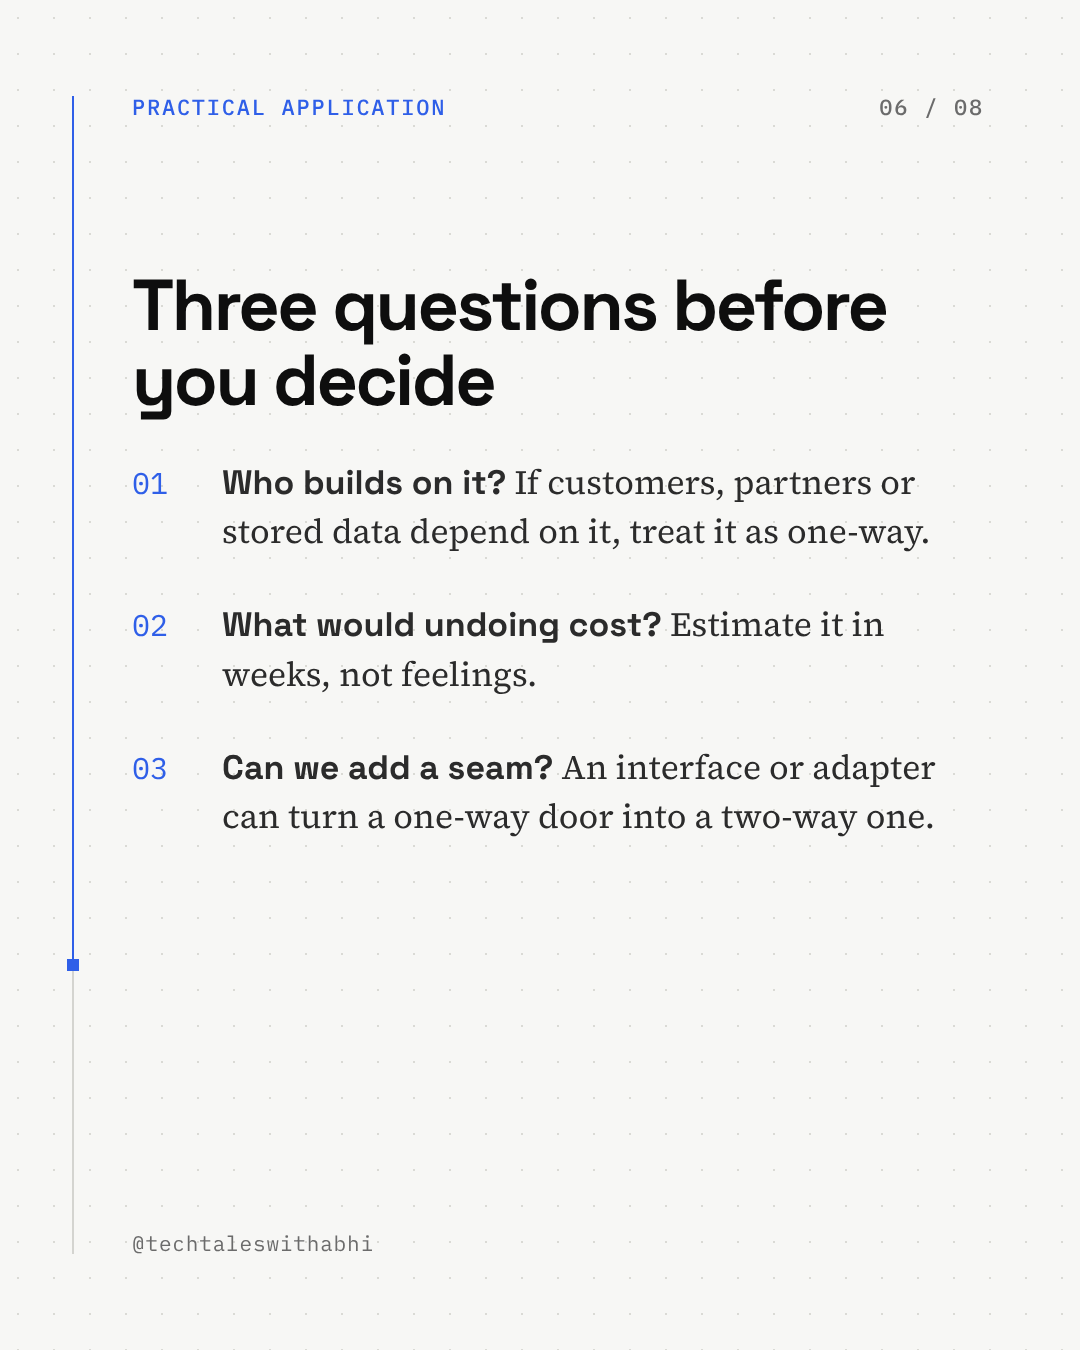 PRACTICAL APPLICATION
06 / 08
Three questions before
you decide
01 Who builds on it? If customers, partners or
stored data depend on it, treat it as one-way.
02 What would undoing cost? Estimate it in
weeks, not feelings.
03 Can we add a seam? An interface or adapter
can turn a one-way door into a two-way one.
@techtaleswithabhi